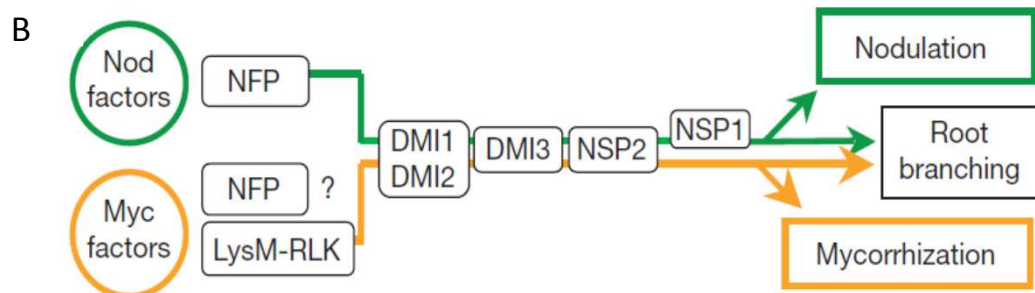 B
Nod
factors
NFP
Myc
factors
NFP ?
LysM-RLK
DMI1
DMI2
DMI3
NSP2
NSP1
Nodulation
Root
branching
Mycorrhization